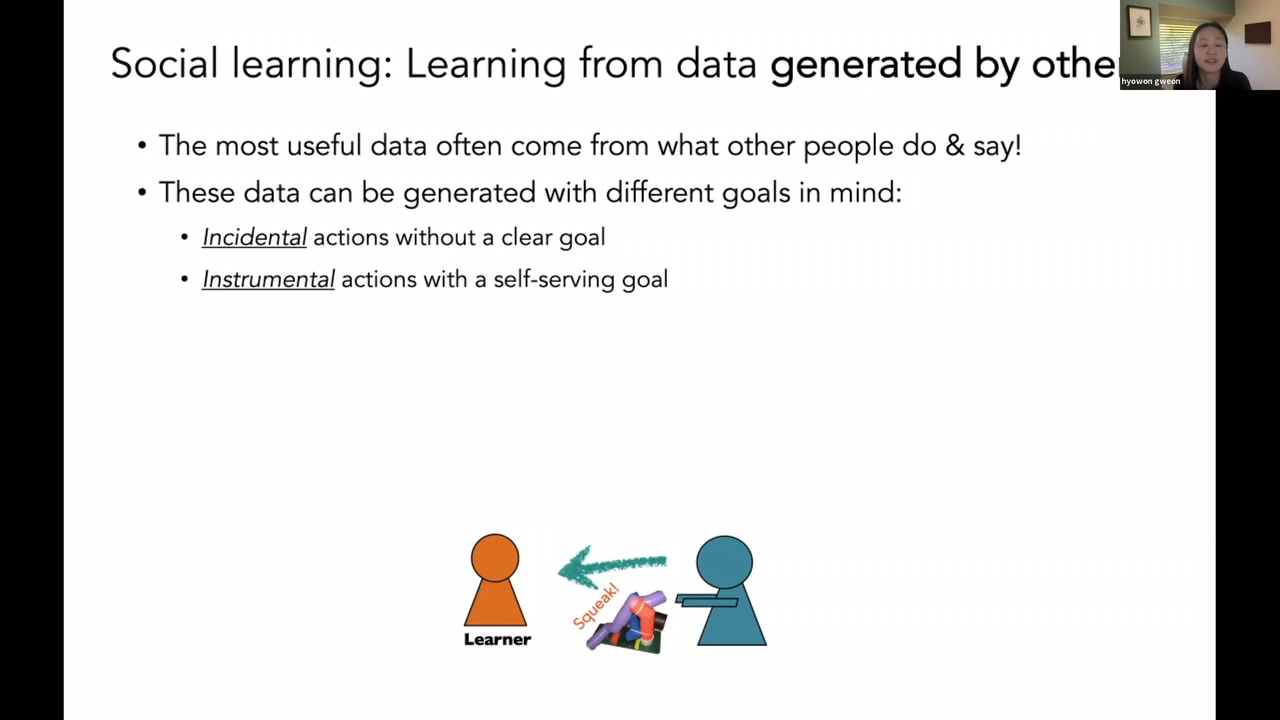 Social learning: Learning from data generated by othe
hyowon gweon
• The most useful data often come from what other people do & say!
• These data can be generated with different goals in mind:
• Incidental actions without a clear goal
• Instrumental actions with a self-serving goal
Squeak!
Learner